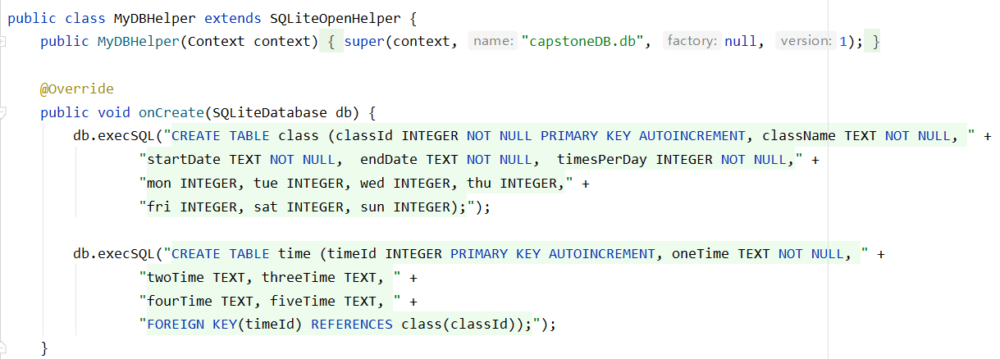 public class MyDBHelper extends SQLiteOpenHelper {
public MyDBHelper(Context context) { super(context, name: "capstoneDB.db", factory: null, version: 1); }
@Override
public void onCreate(SQLiteDatabase db) {
db.execSQL("CREATE TABLE class (classId INTEGER NOT NULL PRIMARY KEY AUTOINCREMENT, className TEXT NOT NULL, " +
"startDate TEXT NOT NULL,  endDate TEXT NOT NULL,  timesPerDay INTEGER NOT NULL," +
"mon INTEGER, tue INTEGER, wed INTEGER, thu INTEGER," +
"fri INTEGER, sat INTEGER, sun INTEGER);");
db.execSQL("CREATE TABLE time (timeId INTEGER PRIMARY KEY AUTOINCREMENT, oneTime TEXT NOT NULL, " +
"twoTime TEXT, threeTime TEXT, " +
"fourTime TEXT, fiveTime TEXT, " +
"FOREIGN KEY(timeId) REFERENCES class(classId));");
}